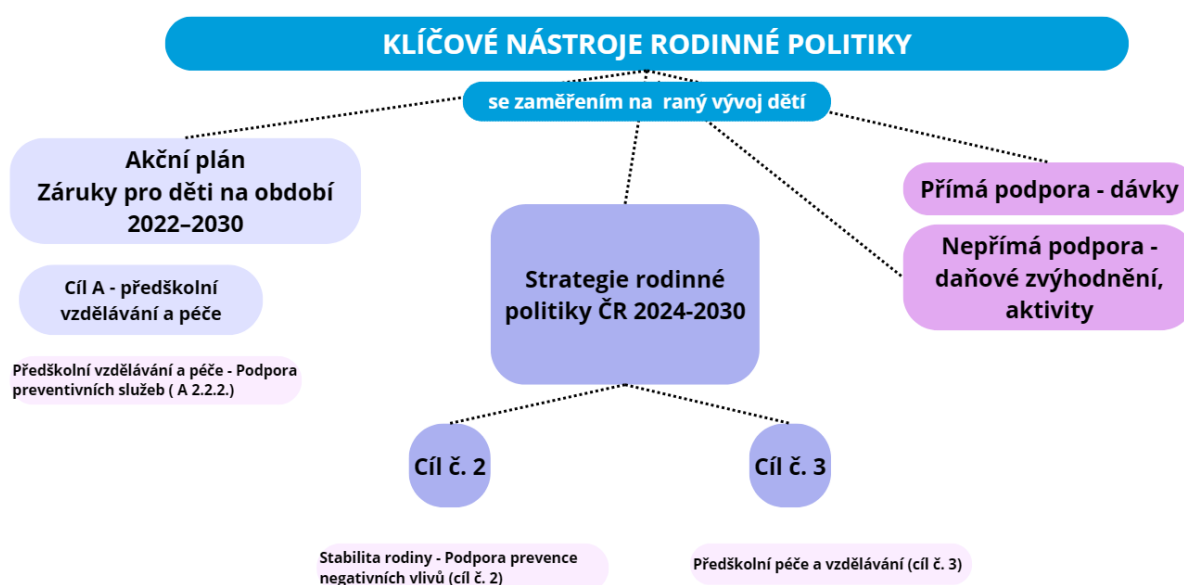 KLÍČOVÉ NÁSTROJE RODINNÉ POLITIKY
se zaměřením na raný vývoj dětí
Akční plán
Záruky pro děti na období
2022–2030
Cíl A - předškolní
vzdělávání a péče
Předškolní vzdělávání a péče - Podpora
preventivních služeb ( A 2.2.2.)
Strategie rodinné
politiky ČR 2024-2030
Přímá podpora - dávky
Nepřímá podpora -
daňové zvýhodnění,
aktivity
Cíl č. 2
Cíl č. 3
Stabilita rodiny - Podpora prevence
negativních vlivů (cíl č. 2)
Předškolní péče a vzdělávání (cíl č. 3)